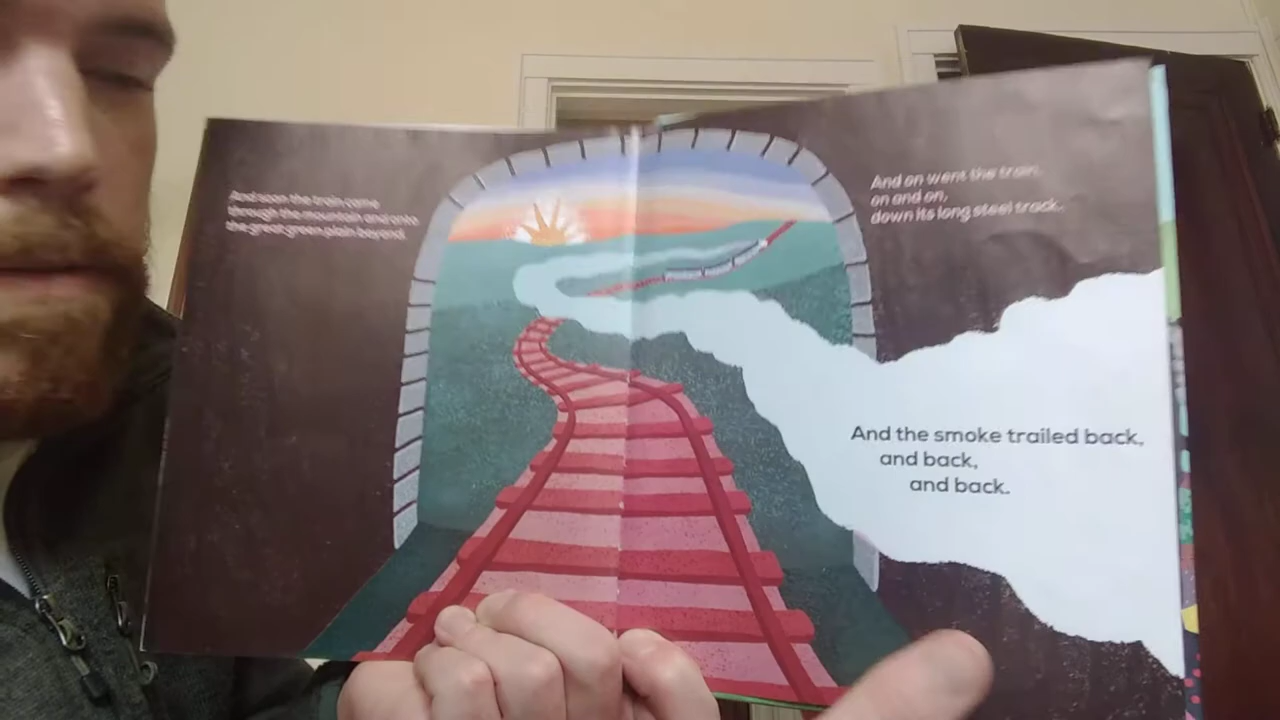 And soon the train came
through the mountain and onto
the great green plain beyond.
And on went the train,
on and on,
down its long steel track.
And the smoke trailed back,
and back,
and back.